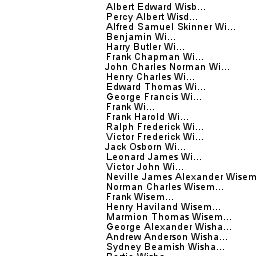 Albert Edward Wisb...
Percy Albert Wisd...
Alfred Samuel Skinner Wi...
Benjamin Wi...
Harry Butler Wi...
Frank Chapman Wi...
John Charles Norman Wi...
Henry Charles Wi...
Edward Thomas Wi...
George Francis Wi...
Frank Wi...
Frank Harold Wi...
Ralph Frederick Wi...
Victor Frederick Wi...
Jack Osborn Wi...
Leonard James Wi...
Victor John Wi...
Neville James Alexander Wisem
Norman Charles Wisem...
Frank Wisem...
Henry Haviland Wisem...
Marmion Thomas Wisem...
George Alexander Wisha...
Andrew Anderson Wisha...
Sydney Beamish Wisha...